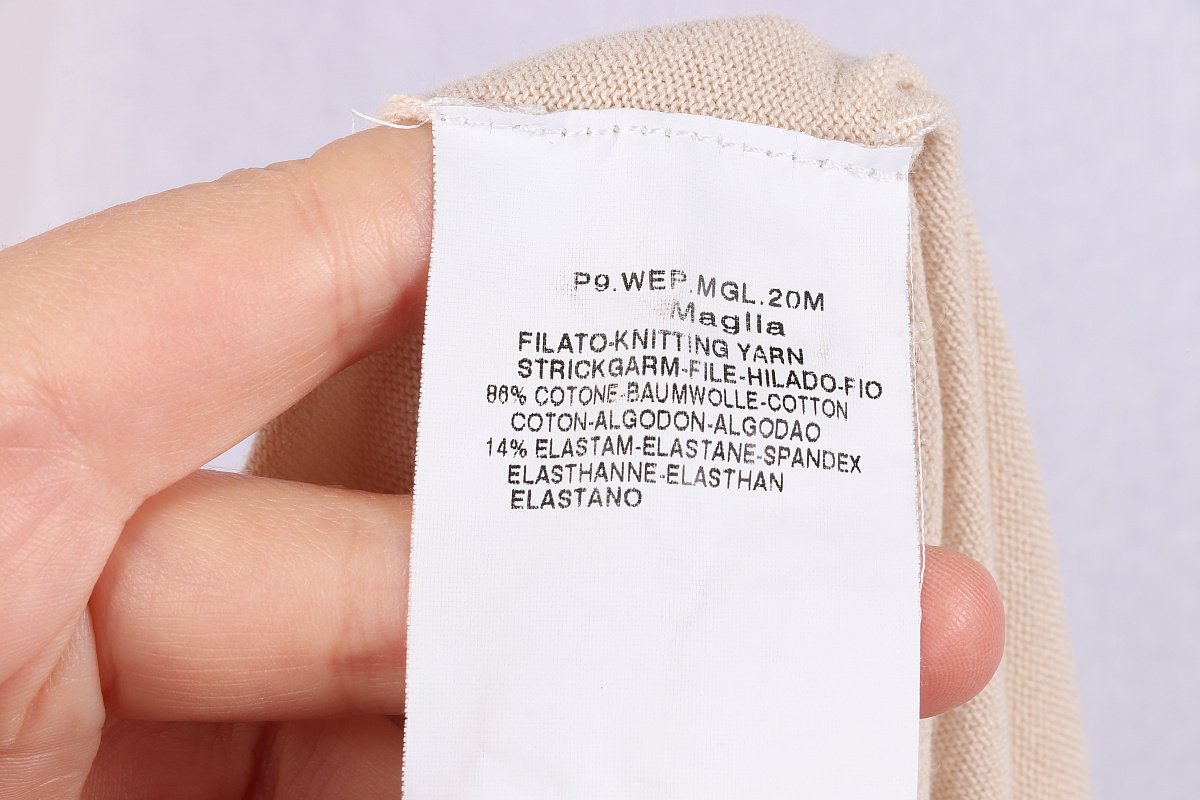 P9.WEP.MGL.20M
Maglia
FILATO-KNITTING YARN
STRICKGARM-FILE-HILADO-FIO
86% COTONE-BAUMWOLLE-COTTON
COTON-ALGODON-ALGODAO
14% ELASTAM-ELASTANE-SPANDEX
ELASTHANNE-ELASTHAN
ELASTANO